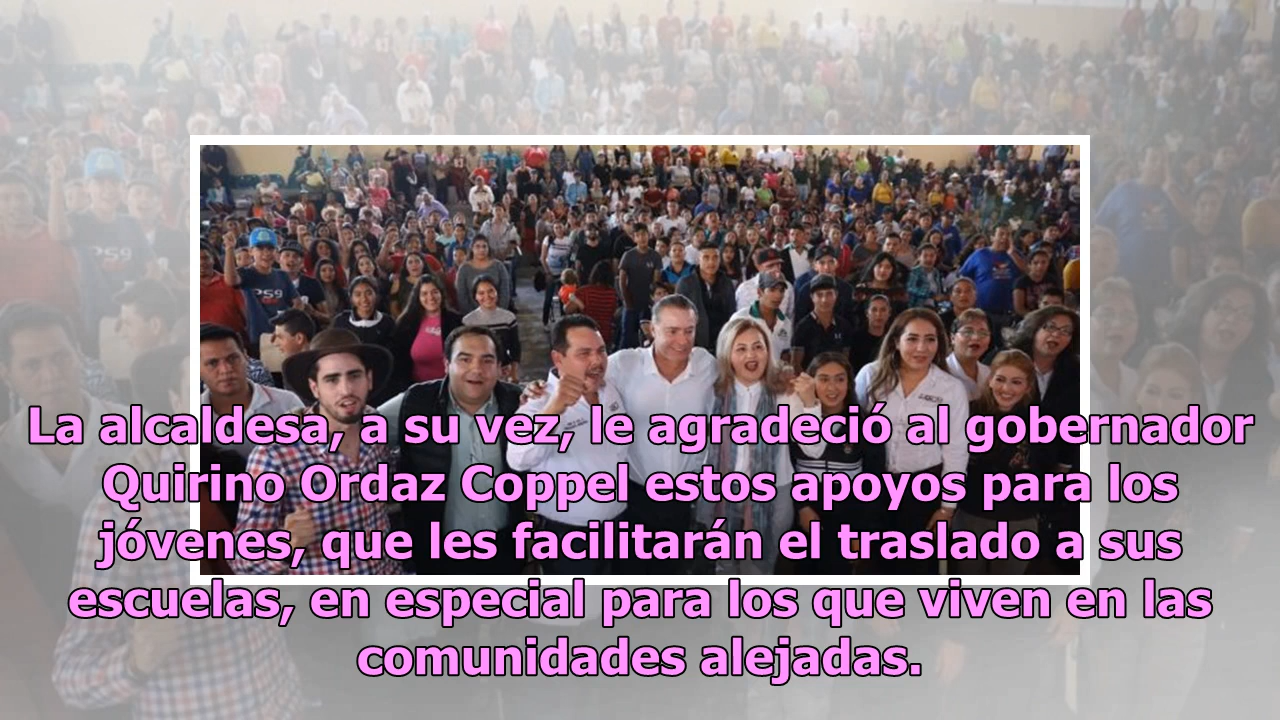 La alcaldesa, a su vez, le agradeció al gobernador
Quirino Ordaz Coppel estos apoyos para los
jóvenes, que les facilitarán el traslado a sus
escuelas, en especial para los que viven en las
comunidades alejadas.